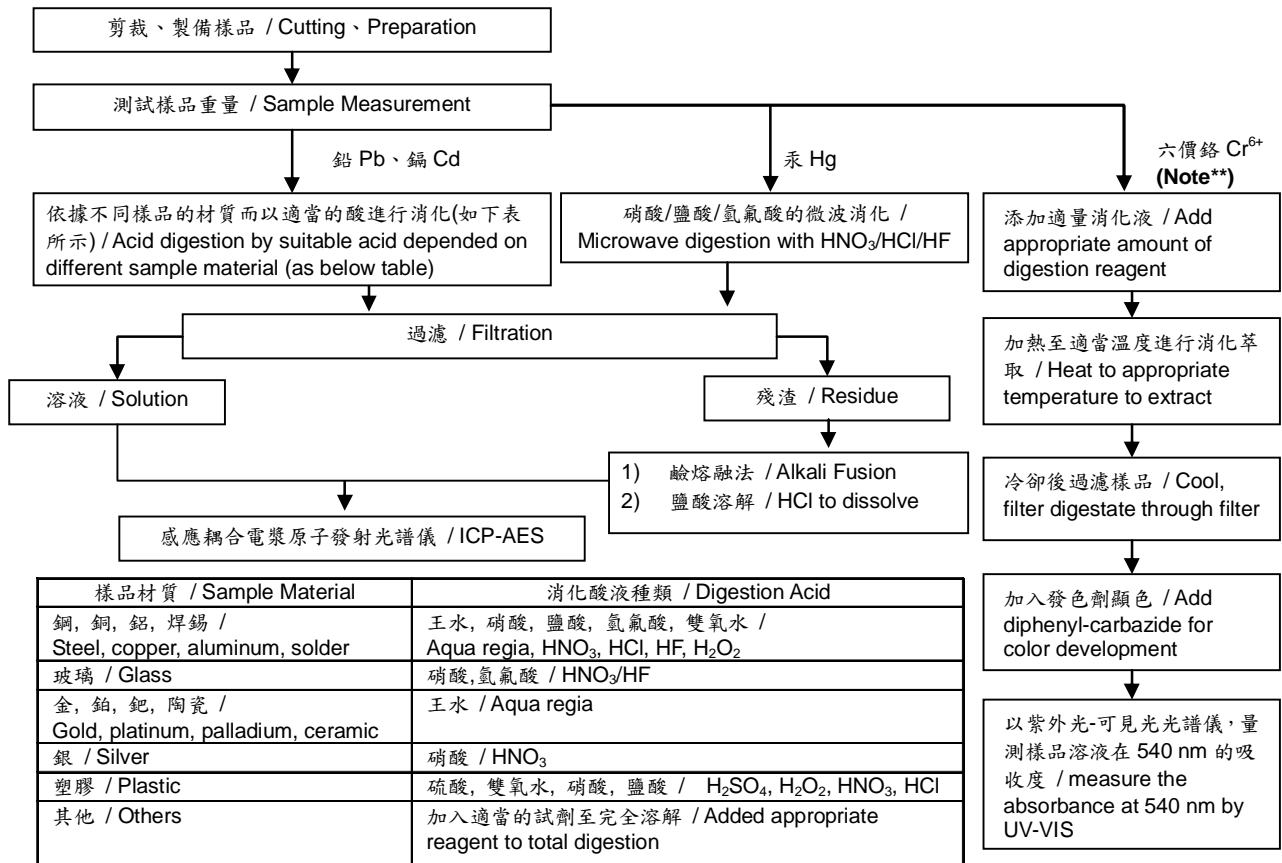 剪裁、製備樣品 / Cutting、Preparation
測試樣品重量 / Sample Measurement
鉛 Pb、鎘 Cd
汞 Hg
六價鉻 Cr⁶⁺
(Note**)
依據不同樣品的材質而以適當的酸進行消化(如下表
所示) / Acid digestion by suitable acid depended on
different sample material (as below table)
硝酸/鹽酸/氫氟酸的微波消化 /
Microwave digestion with HNO₃/HCl/HF
添加適量消化液 / Add
appropriate amount of
digestion reagent
過濾 / Filtration
加熱至適當溫度進行消化萃
取 / Heat to appropriate
temperature to extract
溶液 / Solution
殘渣 / Residue
1) 鹼熔融法 / Alkali Fusion
2) 鹽酸溶解 / HCl to dissolve
冷卻後過濾樣品 / Cool,
filter digestate through filter
感應耦合電漿原子發射光譜儀 / ICP-AES
加入發色劑顯色 / Add
diphenyl-carbazide for
color development
以紫外光-可見光光譜儀，量
測樣品溶液在 540 nm 的吸
收度 / measure the
absorbance at 540 nm by
UV-VIS
樣品材質 / Sample Material
消化酸液種類 / Digestion Acid
鋼, 銅, 鋁, 焊錫 /
Steel, copper, aluminum, solder
王水, 硝酸, 鹽酸, 氫氟酸, 雙氧水 /
Aqua regia, HNO₃, HCl, HF, H₂O₂
玻璃 / Glass
硝酸,氫氟酸 / HNO₃/HF
金, 鉑, 鈀, 陶瓷 /
Gold, platinum, palladium, ceramic
王水 / Aqua regia
銀 / Silver
硝酸 / HNO₃
塑膠 / Plastic
硫酸, 雙氧水, 硝酸, 鹽酸 / H₂SO₄, H₂O₂, HNO₃, HCl
其他 / Others
加入適當的試劑至完全溶解 / Added appropriate
reagent to total digestion